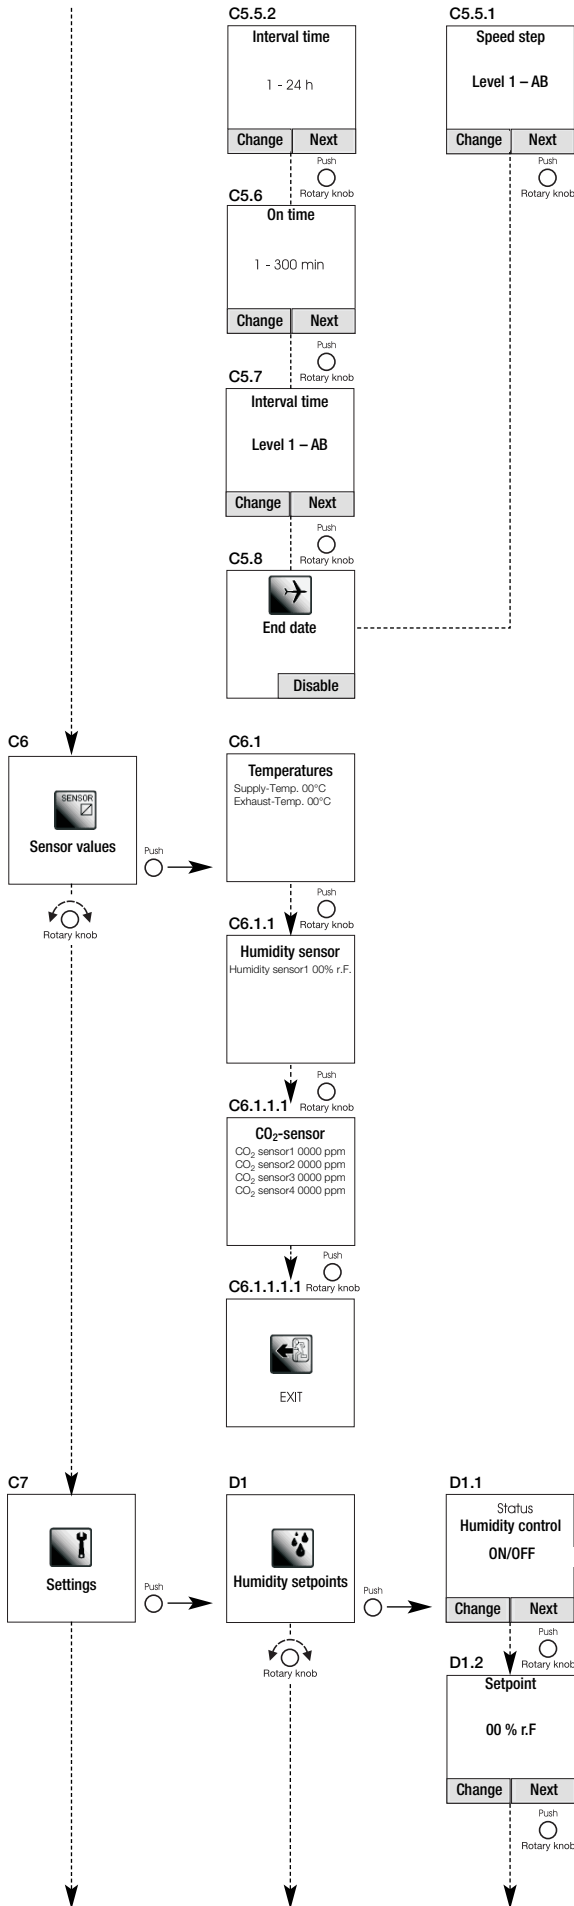 C5.5.2
Interval time
1 - 24 h
Change Next
Push
Rotary knob
C5.5.1
Speed step
Level 1 – AB
Change Next
Push
Rotary knob
C5.6
On time
1 - 300 min
Change Next
Push
Rotary knob
C5.7
Interval time
Level 1 – AB
Change Next
Push
Rotary knob
C5.8
End date
Disable
C6
SENSOR
Sensor values
Push
Rotary knob
C6.1
Temperatures
Supply-Temp. 00°C
Exhaust-Temp. 00°C
Push
Rotary knob
C6.1.1
Humidity sensor
Humidity sensor1 00% r.F.
Push
Rotary knob
C6.1.1.1
CO₂-sensor
CO₂ sensor1 0000 ppm
CO₂ sensor2 0000 ppm
CO₂ sensor3 0000 ppm
CO₂ sensor4 0000 ppm
Push
Rotary knob
C6.1.1.1.1
EXIT
C7
Settings
Push
D1
Humidity setpoints
Push
Rotary knob
D1.1
Status
Humidity control
ON/OFF
Change Next
Push
Rotary knob
D1.2
Setpoint
00 % r.F
Change Next
Push
Rotary knob